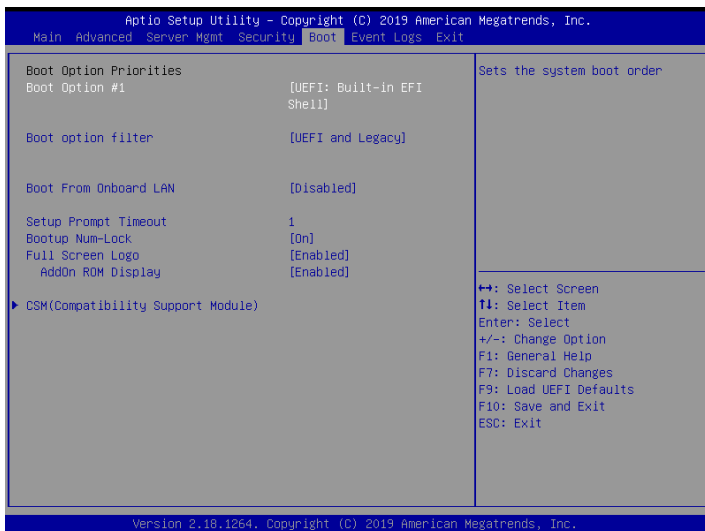 Aptio Setup Utility – Copyright (C) 2019 American Megatrends, Inc.
Main Advanced Server Mgmt Security Boot Event Logs Exit
Boot Option Priorities
Boot Option #1 [UEFI: Built-in EFI
Shell]
Boot option filter [UEFI and Legacy]
Boot From Onboard LAN [Disabled]
Setup Prompt Timeout 1
Bootup Num-Lock [On]
Full Screen Logo [Enabled]
AddOn ROM Display [Enabled]
► CSM(Compatibility Support Module)
Sets the system boot order
↔: Select Screen
↑↓: Select Item
Enter: Select
+/-: Change Option
F1: General Help
F7: Discard Changes
F9: Load UEFI Defaults
F10: Save and Exit
ESC: Exit
Version 2.18.1264. Copyright (C) 2019 American Megatrends, Inc.